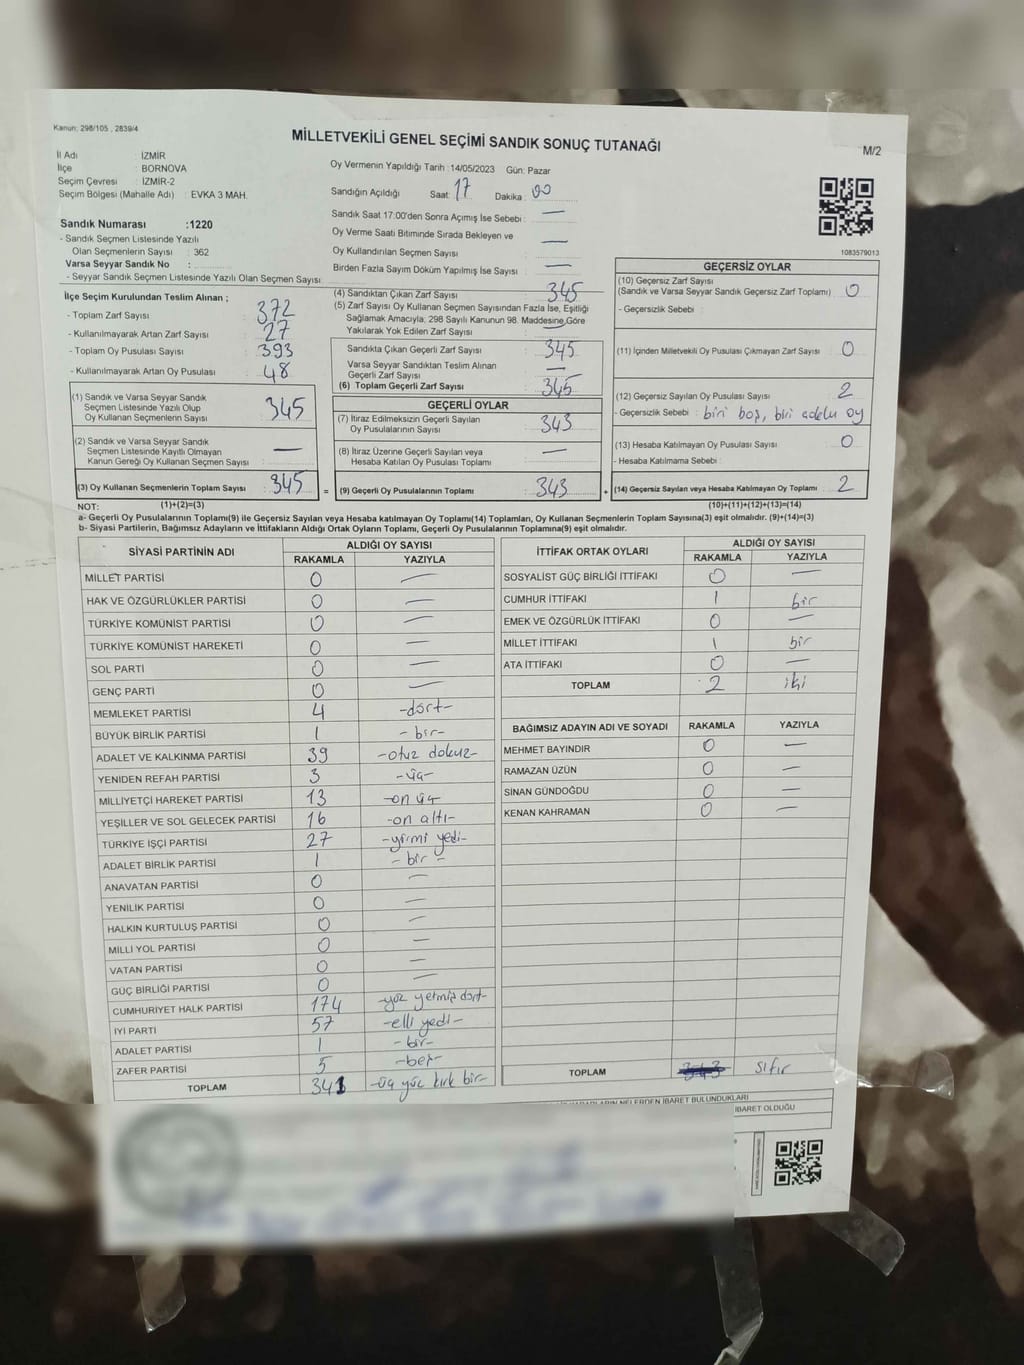 Kanun: 298/105 , 2839/4
MİLLETVEKİLİ GENEL SEÇİMİ SANDIK SONUÇ TUTANAĞI
M/2
İl Adı : İZMİR
İlçe : BORNOVA
Seçim Çevresi : İZMİR-2
Seçim Bölgesi (Mahalle Adı) : EVKA 3 MAH.
Sandık Numarası :1220
- Sandık Seçmen Listesinde Yazılı
Olan Seçmenlerin Sayısı : 362
Varsa Seyyar Sandık No :
- Seyyar Sandık Seçmen Listesinde Yazılı Olan Seçmen Sayısı
Oy Vermenin Yapıldığı Tarih :14/05/2023 Gün: Pazar
Sandığın Açıldığı Saat: 17 Dakika : 00
Sandık Saat 17:00'den Sonra Açımış İse Sebebi : —
Oy Verme Saati Bitiminde Sırada Bekleyen ve
Oy Kullandırılan Seçmen Sayısı : —
Birden Fazla Sayım Döküm Yapılmış İse Sayısı : —
1083579013
İlçe Seçim Kurulundan Teslim Alınan ;
- Toplam Zarf Sayısı : 372
- Kullanılmayarak Artan Zarf Sayısı : 27
- Toplam Oy Pusulası Sayısı : 393
- Kullanılmayarak Artan Oy Pusulası : 48
(1) Sandık ve Varsa Seyyar Sandık
Seçmen Listesinde Yazılı Olup
Oy Kullanan Seçmenlerin Sayısı : 345
(2) Sandık ve Varsa Seyyar Sandık
Seçmen Listesinde Kayıtlı Olmayan
Kanun Gereği Oy Kullanan Seçmen Sayısı : —
(3) Oy Kullanan Seçmenlerin Toplam Sayısı : 345
(4) Sandıktan Çıkan Zarf Sayısı : 345
(5) Zarf Sayısı Oy Kullanan Seçmen Sayısından Fazla İse, Eşitliği
Sağlamak Amacıyla; 298 Sayılı Kanunun 98. Maddesine Göre
Yakılarak Yok Edilen Zarf Sayısı : —
Sandıkta Çıkan Geçerli Zarf Sayısı : 345
Varsa Seyyar Sandıktan Teslim Alınan
Geçerli Zarf Sayısı : —
(6) Toplam Geçerli Zarf Sayısı : 345
GEÇERLİ OYLAR
(7) İtiraz Edilmeksizin Geçerli Sayılan
Oy Pusulalarının Sayısı : 343
(8) İtiraz Üzerine Geçerli Sayılan veya
Hesaba Katılan Oy Pusulası Toplamı : —
= (9) Geçerli Oy Pusulalarının Toplamı : 343 +
GEÇERSİZ OYLAR
(10) Geçersiz Zarf Sayısı
(Sandık ve Varsa Seyyar Sandık Geçersiz Zarf Toplamı) : 0
- Geçersizlik Sebebi :
(11) İçinden Milletvekili Oy Pusulası Çıkmayan Zarf Sayısı : 0
(12) Geçersiz Sayılan Oy Pusulası Sayısı : 2
- Geçersizlik Sebebi : biri boş, biri oy
(13) Hesaba Katılmayan Oy Pusulası Sayısı : 0
- Hesaba Katılmama Sebebi :
(14) Geçersiz Sayılan veya Hesaba Katılmayan Oy Toplamı : 2
NOT: (1)+(2)=(3) (10)+(11)+(12)+(13)=(14)
a- Geçerli Oy Pusulalarının Toplamı(9) ile Geçersiz Sayılan veya Hesaba katılmayan Oy Toplamı(14) Toplamları, Oy Kullanan Seçmenlerin Toplam Sayısına(3) eşit olmalıdır. (9)+(14)=(3)
b- Siyasi Partilerin, Bağımsız Adayların ve İttifakların Aldığı Ortak Oyların Toplamı, Geçerli Oy Pusulalarının Toplamına(9) eşit olmalıdır.
SİYASİ PARTİNİN ADI ALDIĞI OY SAYISI
RAKAMLA YAZIYLA
MİLLET PARTİSİ 0 —
HAK VE ÖZGÜRLÜKLER PARTİSİ 0 —
TÜRKİYE KOMÜNİST PARTİSİ 0 —
TÜRKİYE KOMÜNİST HAREKETİ 0 —
SOL PARTİ 0 —
GENÇ PARTİ 0 —
MEMLEKET PARTİSİ 4 -dört-
BÜYÜK BİRLİK PARTİSİ 1 -bir-
ADALET VE KALKINMA PARTİSİ 39 -otuz dokuz-
YENİDEN REFAH PARTİSİ 3 -üç-
MİLLİYETÇİ HAREKET PARTİSİ 13 -on üç
YEŞİLLER VE SOL GELECEK PARTİSİ 16 -on altı-
TÜRKİYE İŞÇİ PARTİSİ 27 -yirmi yedi-
ADALET BİRLİK PARTİSİ 1 -bir-
ANAVATAN PARTİSİ 0 —
YENİLİK PARTİSİ 0 —
HALKIN KURTULUŞ PARTİSİ 0 —
MİLLİ YOL PARTİSİ 0 —
VATAN PARTİSİ 0 —
GÜÇ BİRLİĞİ PARTİSİ 0 —
CUMHURİYET HALK PARTİSİ 174 -yüz yetmiş dört-
İYİ PARTİ 57 -elli yedi-
ADALET PARTİSİ 1 -bir-
ZAFER PARTİSİ 5 -beş-
TOPLAM 341 -üç yüz kırk bir-
İTTİFAK ORTAK OYLARI ALDIĞI OY SAYISI
RAKAMLA YAZIYLA
SOSYALİST GÜÇ BİRLİĞİ İTTİFAKI 0 —
CUMHUR İTTİFAKI 1 bir
EMEK VE ÖZGÜRLÜK İTTİFAKI 0 —
MİLLET İTTİFAKI 1 bir
ATA İTTİFAKI 0 —
TOPLAM 2 iki
BAĞIMSIZ ADAYIN ADI VE SOYADI RAKAMLA YAZIYLA
MEHMET BAYINDIR 0 —
RAMAZAN ÜZÜN 0 —
SİNAN GÜNDOĞDU 0 —
KENAN KAHRAMAN 0 —
TOPLAM 343 sıfır
NELERDEN İBARET BULUNDUKLARI
İBARET OLDUĞU